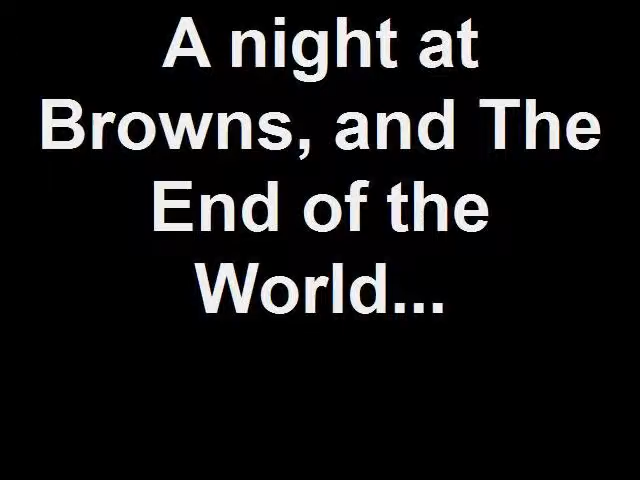 A night at
Browns, and The
End of the
World...